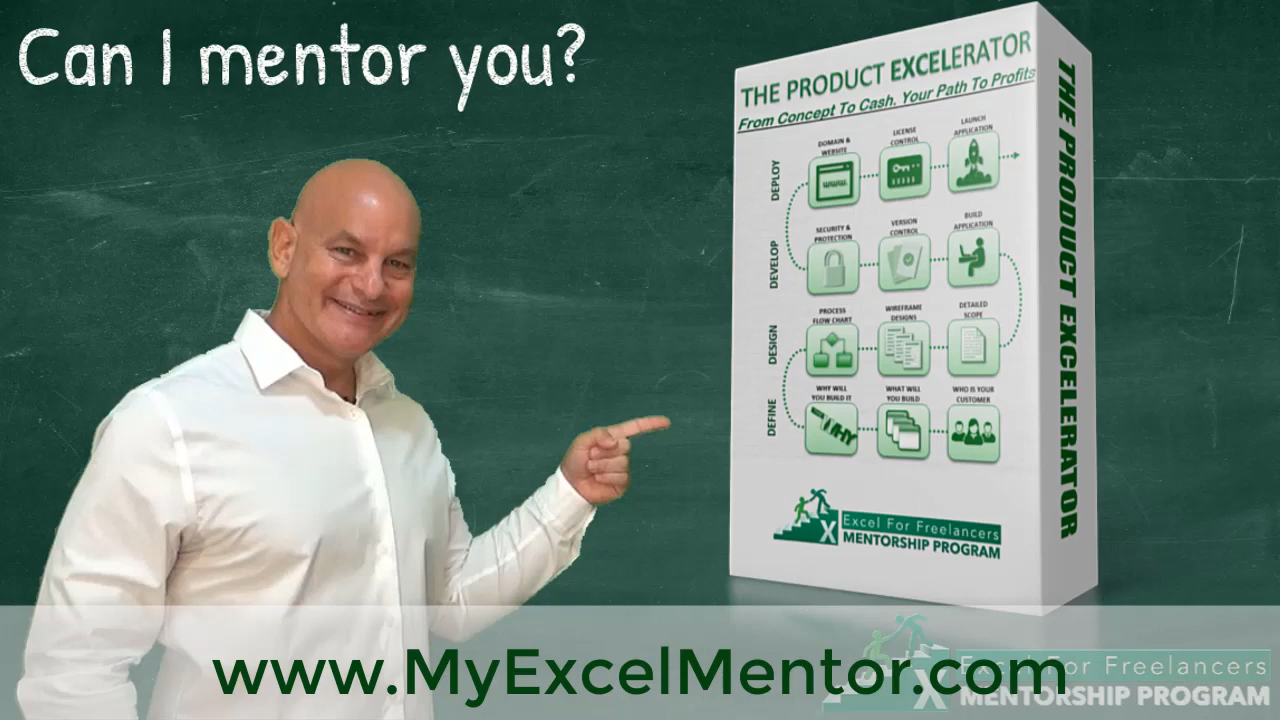 Can I mentor you?
THE PRODUCT EXCELERATOR
From Concept To Cash. Your Path To Profits
DEPLOY
DOMAIN &
WEBSITE
LICENSE
CONTROL
LAUNCH
APPLICATION
WWW
DEVELOP
SECURITY &
PROTECTION
VERSION
CONTROL
BUILD
APPLICATION
DESIGN
PROCESS
FLOW CHART
WIREFRAME
DESIGNS
DETAILED
SCOPE
DEFINE
WHY WILL
YOU BUILD IT
WHAT WILL
YOU BUILD
WHO IS YOUR
CUSTOMER
WHY
X
Excel For Freelancers
MENTORSHIP PROGRAM
THE PRODUCT EXCELERATOR
www.MyExcelMentor.com
X
Excel For Freelancers
MENTORSHIP PROGRAM